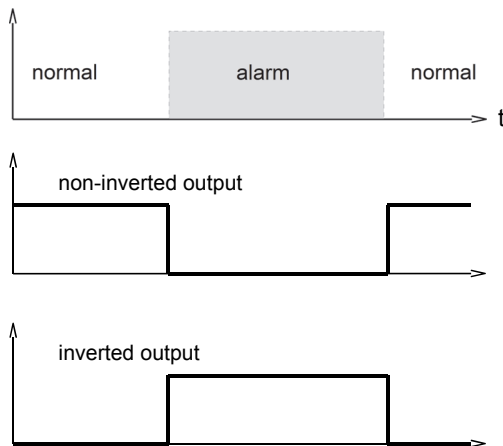 normal alarm normal
t
non-inverted output
inverted output